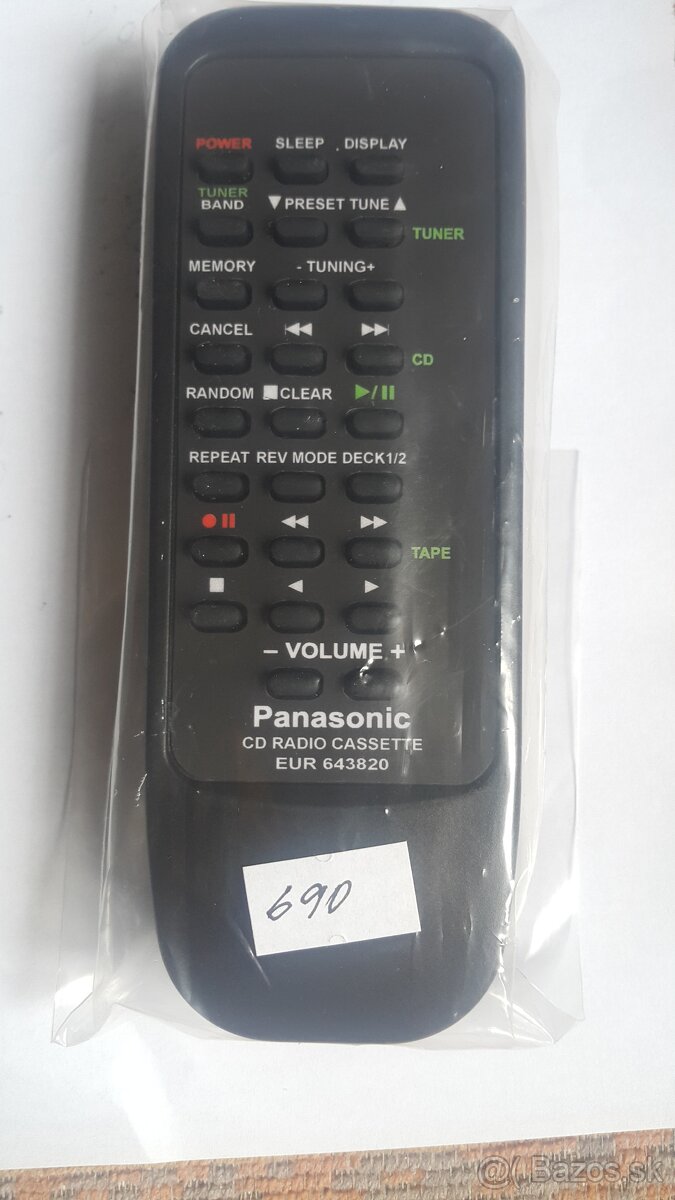 POWER SLEEP DISPLAY
TUNER
BAND ▼PRESET TUNE▲
TUNER
MEMORY - TUNING+
CANCEL ⏮ ⏭
CD
RANDOM ■CLEAR ▶/II
REPEAT REV MODE DECK1/2
●II ◀◀ ▶▶
TAPE
■ ◀ ▶
– VOLUME +
Panasonic
CD RADIO CASSETTE
EUR 643820
690
Bazos.sk